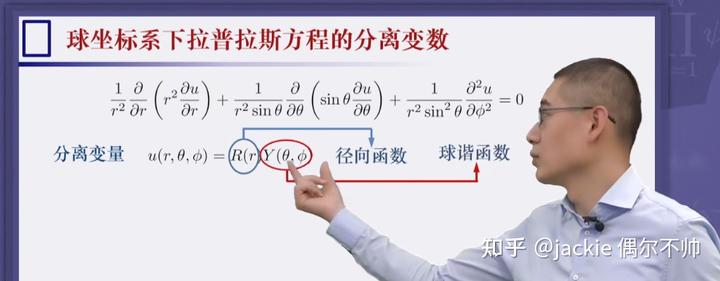 球坐标系下拉普拉斯方程的分离变数
\frac{1}{r^2}\frac{\partial}{\partial r}\left(r^2\frac{\partial u}{\partial r}\right)+\frac{1}{r^2\sin\theta}\frac{\partial}{\partial\theta}\left(\sin\theta\frac{\partial u}{\partial\theta}\right)+\frac{1}{r^2\sin^2\theta}\frac{\partial^2 u}{\partial\phi^2}=0
分离变量 u(r,θ,ϕ) = R(r)Y(θ,ϕ 径向函数 球谐函数
知乎 @jackie 偶尔不帅